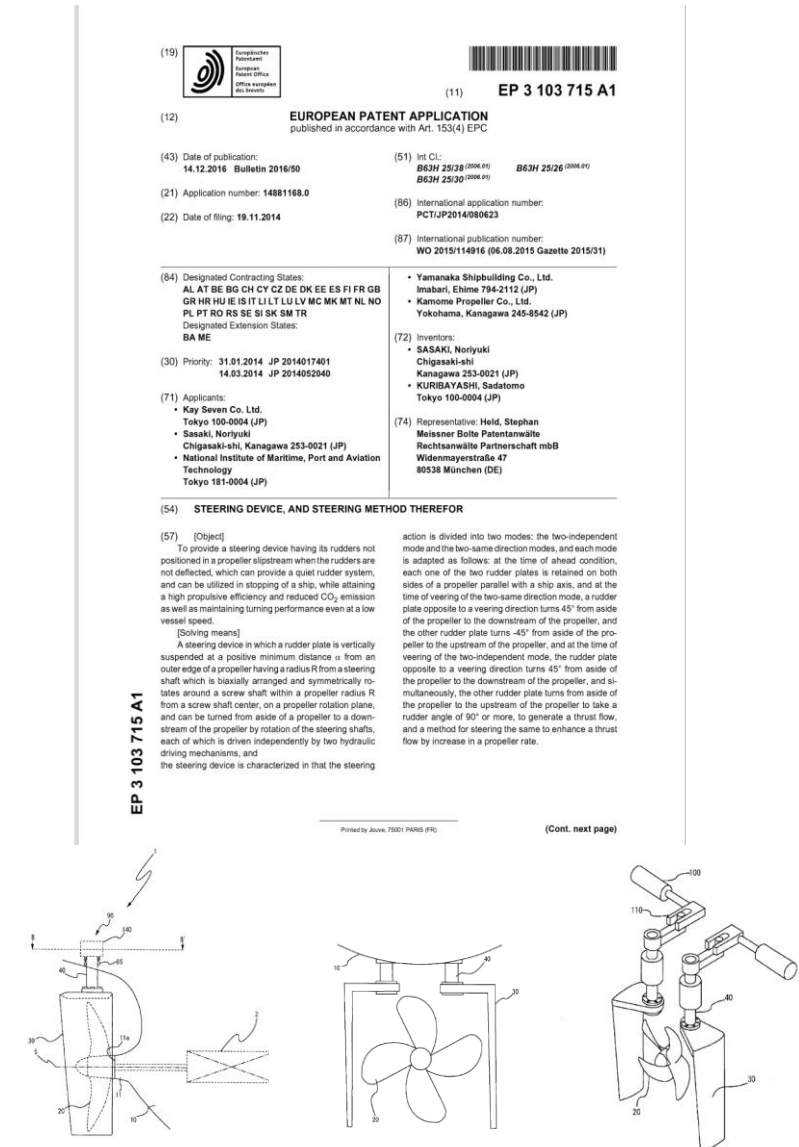 (19)
Europäisches
Patentamt
European
Patent Office
Office européen
des brevets
(11) EP 3 103 715 A1
(12) EUROPEAN PATENT APPLICATION
published in accordance with Art. 153(4) EPC
(43) Date of publication:
14.12.2016 Bulletin 2016/50
(21) Application number: 14881168.0
(22) Date of filing: 19.11.2014
(51) Int Cl.:
B63H 25/38 (2006.01) B63H 25/26 (2006.01)
B63H 25/30 (2006.01)
(86) International application number:
PCT/JP2014/080623
(87) International publication number:
WO 2015/114916 (06.08.2015 Gazette 2015/31)
(84) Designated Contracting States:
AL AT BE BG CH CY CZ DE DK EE ES FI FR GB
GR HR HU IE IS IT LI LT LU LV MC MK MT NL NO
PL PT RO RS SE SI SK SM TR
Designated Extension States:
BA ME
(30) Priority: 31.01.2014 JP 2014017401
14.03.2014 JP 2014052040
(71) Applicants:
• Kay Seven Co. Ltd.
Tokyo 100-0004 (JP)
• Sasaki, Noriyuki
Chigasaki-shi, Kanagawa 253-0021 (JP)
• National Institute of Maritime, Port and Aviation
Technology
Tokyo 181-0004 (JP)
• Yamanaka Shipbuilding Co., Ltd.
Imabari, Ehime 794-2112 (JP)
• Kamome Propeller Co., Ltd.
Yokohama, Kanagawa 245-8542 (JP)
(72) Inventors:
• SASAKI, Noriyuki
Chigasaki-shi
Kanagawa 253-0021 (JP)
• KURIBAYASHI, Sadatomo
Tokyo 100-0004 (JP)
(74) Representative: Held, Stephan
Meissner Bolte Patentanwälte
Rechtsanwälte Partnerschaft mbB
Widenmayerstraße 47
80538 München (DE)
(54) STEERING DEVICE, AND STEERING METHOD THEREFOR
(57) [Object]
To provide a steering device having its rudders not
positioned in a propeller slipstream when the rudders are
not deflected, which can provide a quiet rudder system,
and can be utilized in stopping of a ship, while attaining
a high propulsive efficiency and reduced CO2 emission
as well as maintaining turning performance even at a low
vessel speed.
[Solving means]
A steering device in which a rudder plate is vertically
suspended at a positive minimum distance α from an
outer edge of a propeller having a radius R from a steering
shaft which is biaxially arranged and symmetrically ro-
tates around a screw shaft within a propeller radius R
from a screw shaft center, on a propeller rotation plane,
and can be turned from aside of a propeller to a down-
stream of the propeller by rotation of the steering shafts,
each of which is driven independently by two hydraulic
driving mechanisms, and
the steering device is characterized in that the steering
action is divided into two modes: the two-independent
mode and the two-same direction modes, and each mode
is adapted as follows: at the time of ahead condition,
each one of the two rudder plates is retained on both
sides of a propeller parallel with a ship axis, and at the
time of veering of the two-same direction mode, a rudder
plate opposite to a veering direction turns 45° from aside
of the propeller to the downstream of the propeller, and
the other rudder plate turns -45° from aside of the pro-
peller to the upstream of the propeller, and at the time of
veering of the two-independent mode, the rudder plate
opposite to a veering direction turns 45° from aside of
the propeller to the downstream of the propeller, and si-
multaneously, the other rudder plate turns from aside of
the propeller to the upstream of the propeller to take a
rudder angle of 90° or more, to generate a thrust flow,
and a method for steering the same to enhance a thrust
flow by increase in a propeller rate.
EP 3 103 715 A1
Printed by Jouve, 75001 PARIS (FR)
(Cont. next page)
1
90
140
B
B'
40
65
30
11a
2
5
11
20
10
10
40
30
20
100
110
40
30
20